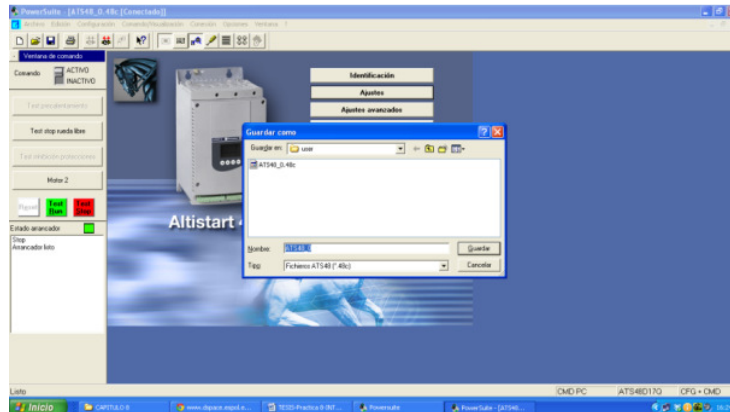 PowerSuite - [ATS48_0.48c [Conectado]]
Archivo Edición Configuración Comando/Visualización Conexión Opciones Ventana ?
Ventana de comando
Comando
ACTIVO
INACTIVO
Test precalentamiento
Test stop rueda libre
Test inhibición protecciones
Motor 2
Reset
Test Run
Test Stop
Estado arrancador
Stop
Arrancador listo
Identificación
Ajustes
Ajustes avanzados
Altistart
Guardar como
Guardar en:
user
ATS48_0.48c
Nombre:
ATS48_0
Guardar
Tipo:
Ficheros ATS48 (*.48c)
Cancelar
Listo
CMD PC
ATS48D17Q
CFG + CMD
Inicio
CAPITULO 8
www.dspace.espol.e...
TESIS-Practica 8-INT...
Powersuite
PowerSuite - [ATS48...